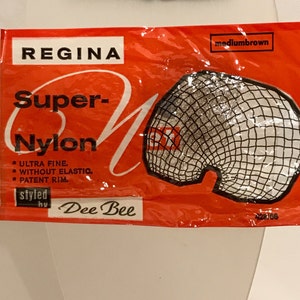 REGINA
mediumbrown
Super-
Nylon
• ULTRA FINE.
• WITHOUT ELASTIC.
• PATENT RIM.
styled
by
Dee Bee